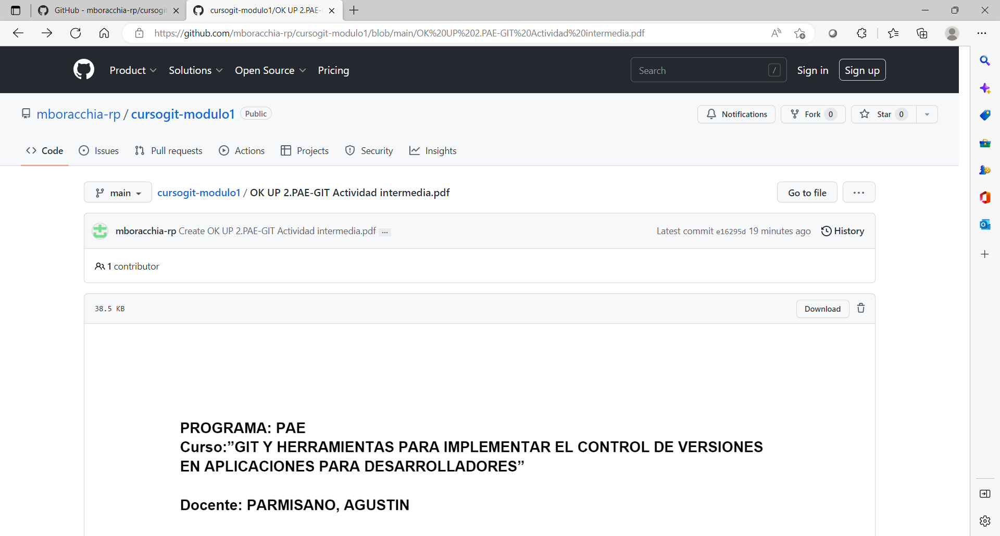 GitHub - mboracchia-rp/cursogit
cursogit-modulo1/OK UP 2.PAE-
https://github.com/mboracchia-rp/cursogit-modulo1/blob/main/OK%20UP%202.PAE-GIT%20Actividad%20intermedia.pdf
Product Solutions Open Source Pricing Search / Sign in Sign up
mboracchia-rp / cursogit-modulo1 Public Notifications Fork 0 Star 0
Code Issues Pull requests Actions Projects Security Insights
main cursogit-modulo1 / OK UP 2.PAE-GIT Actividad intermedia.pdf Go to file ...
mboracchia-rp Create OK UP 2.PAE-GIT Actividad intermedia.pdf ... Latest commit e16295d 19 minutes ago History
1 contributor
38.5 KB Download
PROGRAMA: PAE
Curso:”GIT Y HERRAMIENTAS PARA IMPLEMENTAR EL CONTROL DE VERSIONES
EN APLICACIONES PARA DESARROLLADORES”
Docente: PARMISANO, AGUSTIN